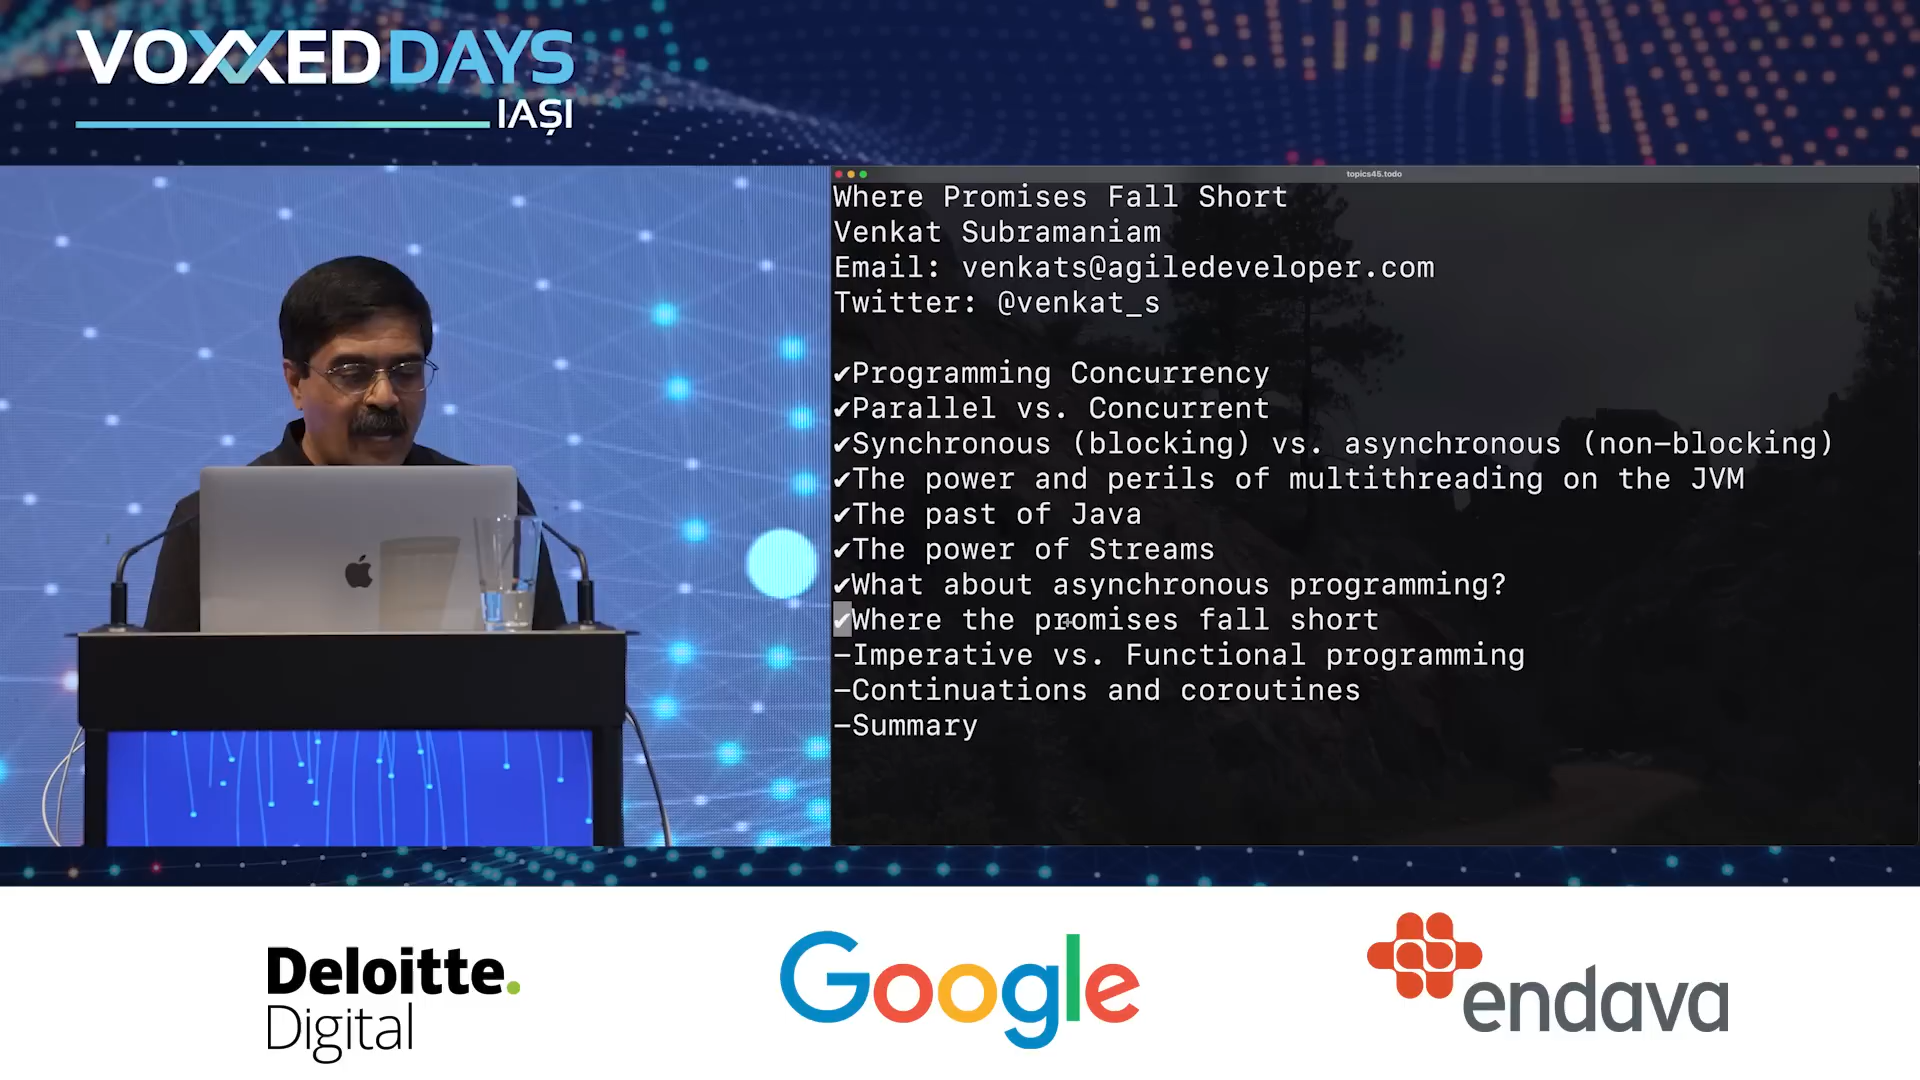 VOXXEDDAYS
IAȘI
topics45.todo
Where Promises Fall Short
Venkat Subramaniam
Email: venkats@agiledeveloper.com
Twitter: @venkat_s
✔Programming Concurrency
✔Parallel vs. Concurrent
✔Synchronous (blocking) vs. asynchronous (non-blocking)
✔The power and perils of multithreading on the JVM
✔The past of Java
✔The power of Streams
✔What about asynchronous programming?
✔Where the promises fall short
-Imperative vs. Functional programming
-Continuations and coroutines
-Summary
Deloitte.
Digital
Google
endava